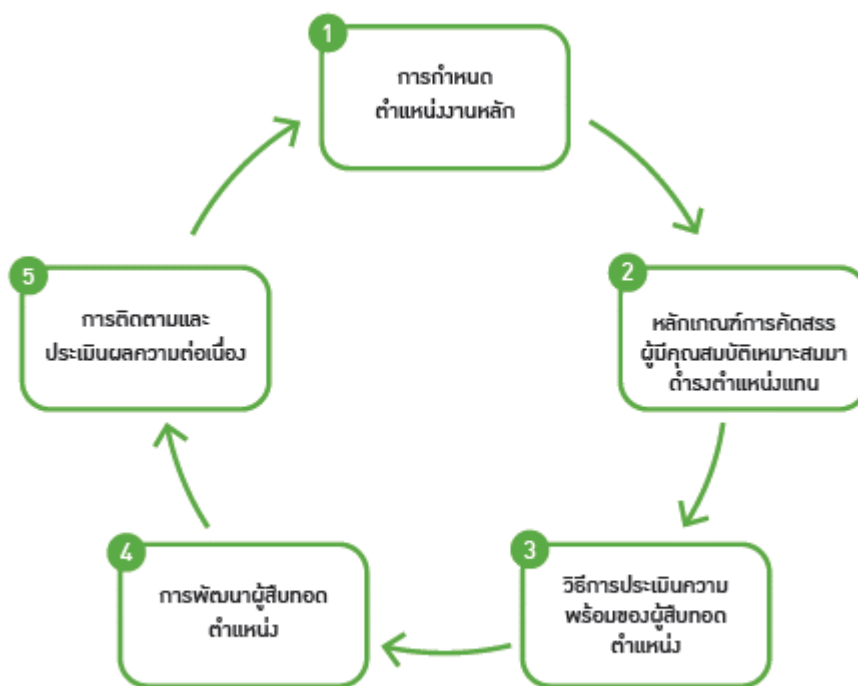 1
การกำหนด
ตำแหน่งงานหลัก
2
หลักเกณฑ์การคัดสรร
ผู้มีคุณสมบัติเหมาะสมมา
ดำรงตำแหน่งแทน
3
วิธีการประเมินความ
พร้อมของผู้สืบทอด
ตำแหน่ง
4
การพัฒนาผู้สืบทอด
ตำแหน่ง
5
การติดตามและ
ประเมินผลความต่อเนื่อง